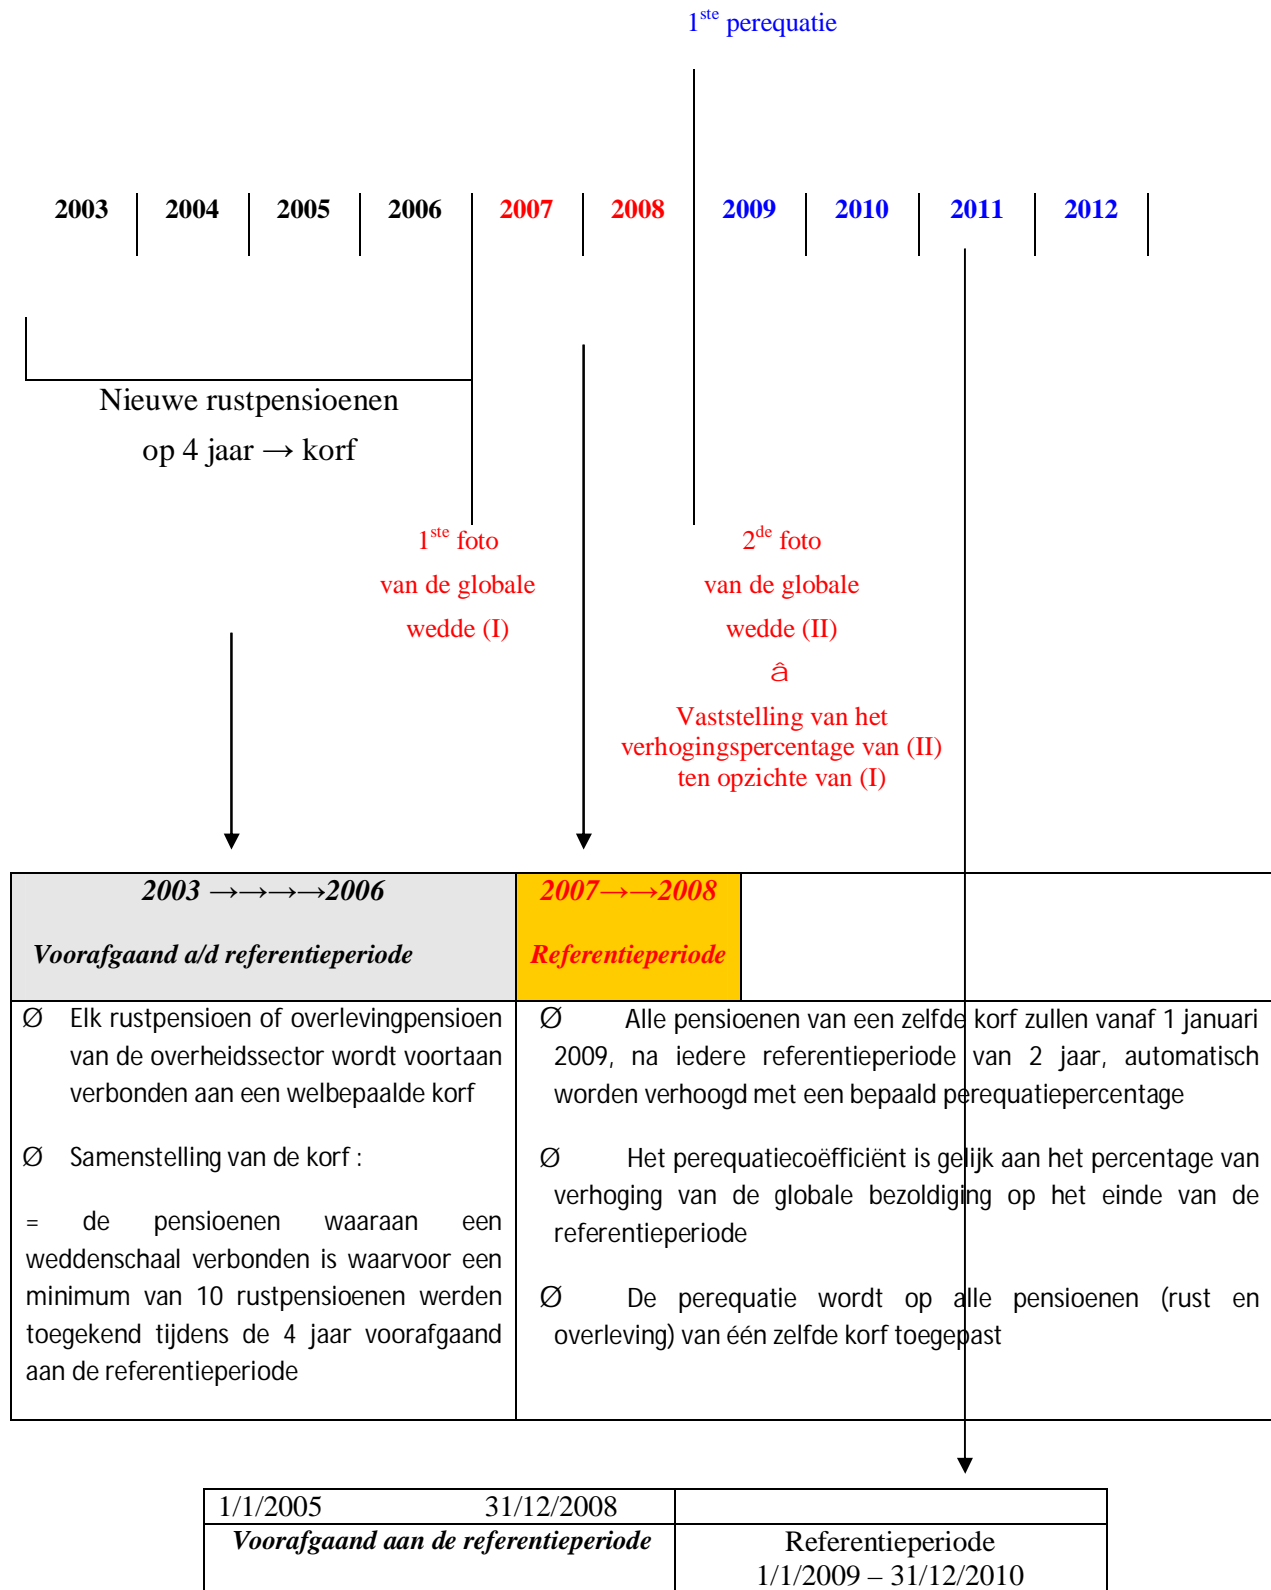 1ste perequatie
2003 2004 2005 2006 2007 2008 2009 2010 2011 2012
Nieuwe rustpensioenen
op 4 jaar → korf
1ste foto
van de globale
wedde (I)
2de foto
van de globale
wedde (II)
â
Vaststelling van het
verhogingspercentage van (II)
ten opzichte van (I)
2003 →→→→2006
Voorafgaand a/d referentieperiode
2007→→2008
Referentieperiode
Ø Elk rustpensioen of overlevingpensioen
van de overheidssector wordt voortaan
verbonden aan een welbepaalde korf
Ø Samenstelling van de korf :
= de pensioenen waaraan een
weddenschaal verbonden is waarvoor een
minimum van 10 rustpensioenen werden
toegekend tijdens de 4 jaar voorafgaand
aan de referentieperiode
Ø Alle pensioenen van een zelfde korf zullen vanaf 1 januari
2009, na iedere referentieperiode van 2 jaar, automatisch
worden verhoogd met een bepaald perequatiepercentage
Ø Het perequatiecoëfficiënt is gelijk aan het percentage van
verhoging van de globale bezoldiging op het einde van de
referentieperiode
Ø De perequatie wordt op alle pensioenen (rust en
overleving) van één zelfde korf toegepast
1/1/2005 31/12/2008
Voorafgaand aan de referentieperiode
Referentieperiode
1/1/2009 – 31/12/2010